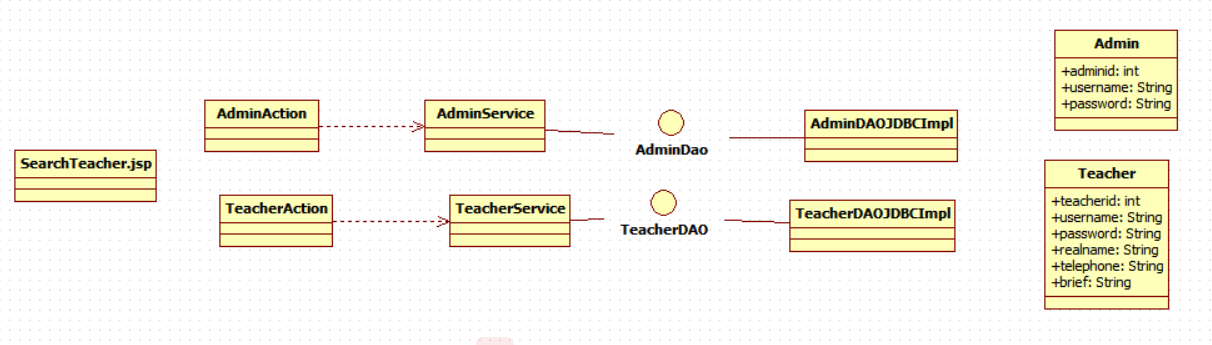 Admin
+adminid: int
+username: String
+password: String
AdminAction
AdminService
AdminDao
AdminDAOJDBCImpl
SearchTeacher.jsp
TeacherAction
TeacherService
TeacherDAO
TeacherDAOJDBCImpl
Teacher
+teacherid: int
+username: String
+password: String
+realname: String
+telephone: String
+brief: String